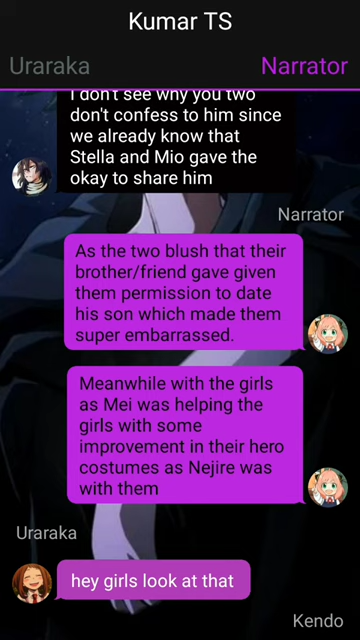 Kumar TS
Uraraka
Narrator
I don't see why you two
don't confess to him since
we already know that
Stella and Mio gave the
okay to share him
Narrator
As the two blush that their
brother/friend gave given
them permission to date
his son which made them
super embarrassed.
Meanwhile with the girls
as Mei was helping the
girls with some
improvement in their hero
costumes as Nejire was
with them
Uraraka
hey girls look at that
Kendo